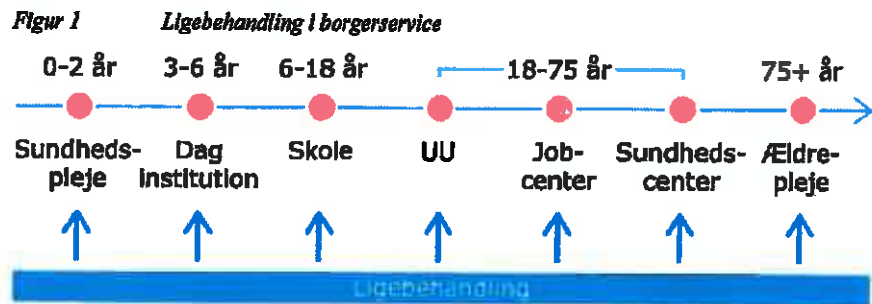 Figur 1 Ligebehandling i borgerservice
0-2 år 3-6 år 6-18 år 18-75 år 75+ år
Sundheds- Dag Skole UU Job- Sundheds- Ældre-
pleje institution center center pleje
Ligebehandling